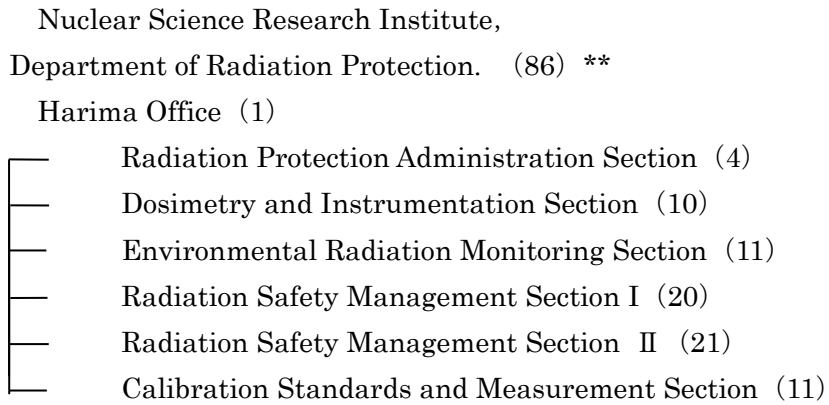 Nuclear Science Research Institute,
Department of Radiation Protection. （86）**
Harima Office（1）
Radiation Protection Administration Section（4）
Dosimetry and Instrumentation Section（10）
Environmental Radiation Monitoring Section（11）
Radiation Safety Management Section I（20）
Radiation Safety Management Section Ⅱ（21）
Calibration Standards and Measurement Section（11）